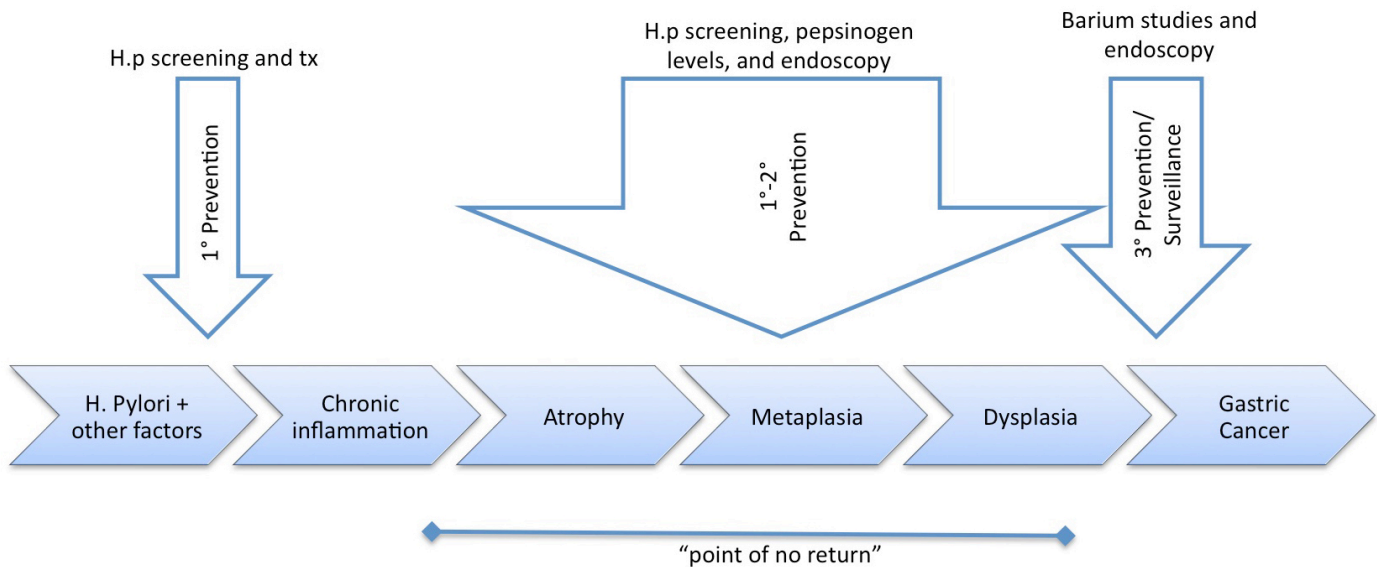 H.p screening and tx
H.p screening, pepsinogen
levels, and endoscopy
Barium studies and
endoscopy
1° Prevention
1°-2°
Prevention
3° Prevention/
Surveillance
H. Pylori +
other factors
Chronic
inflammation
Atrophy
Metaplasia
Dysplasia
Gastric
Cancer
“point of no return”